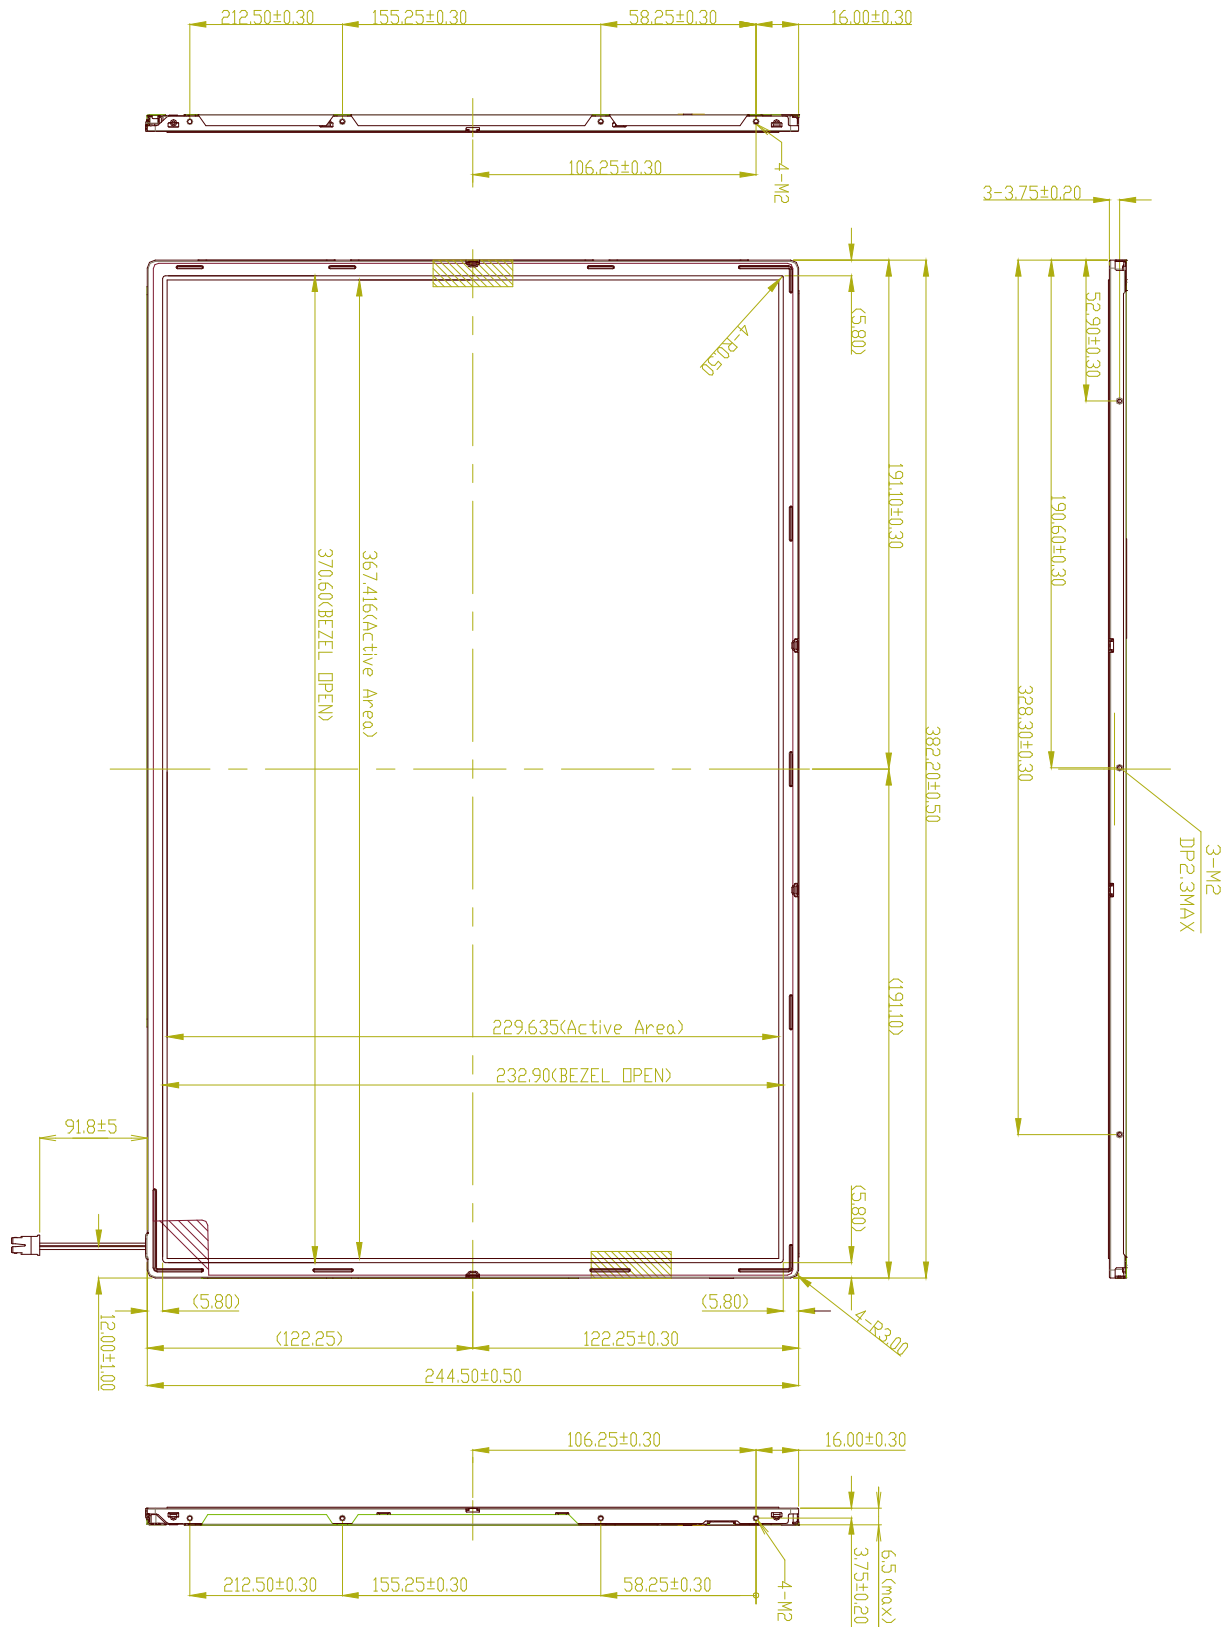 212.50±0.30
155.25±0.30
58.25±0.30
16.00±0.30
106.25±0.30
4-M2
3-3.75±0.20
52.90±0.30
190.60±0.30
328.30±0.30
3-M2
DP2.3MAX
(5.80)
4-R0.50
191.10±0.30
382.20±0.50
370.60(BEZEL OPEN)
367.416(Active Area)
(191.10)
229.635(Active Area)
232.90(BEZEL OPEN)
91.8±5
(5.80)
12.00±1.00
(5.80)
(5.80)
4-R3.00
(122.25)
122.25±0.30
244.50±0.50
106.25±0.30
16.00±0.30
212.50±0.30
155.25±0.30
58.25±0.30
4-M2
3.75±0.20
6.5(max)